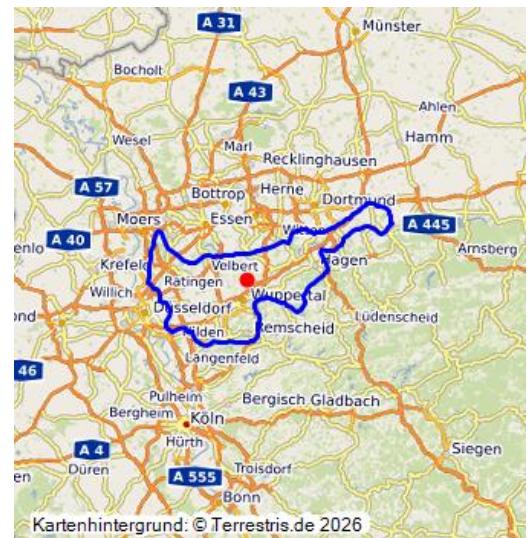 A 31
Münster
Bocholt
A 43
Ahlen
Wesel
Marl
Hamm
Recklinghausen
A 57
Bottrop
Herne
Dortmund
Moers
Essen
Witten
A 445
A 40
Velbert
Hagen
Arnsberg
Krefeld
Ratingen
Willich
Wuppertal
Düsseldorf
Lüdenscheid
Hilden
Remscheid
Langenfeld
46
Pulheim
Bergisch Gladbach
Bergheim
Köln
Hürth
A 4
Siegen
Düren
Troisdorf
A 555
Bonn
Kartenhintergrund: © Terrestris.de 2026